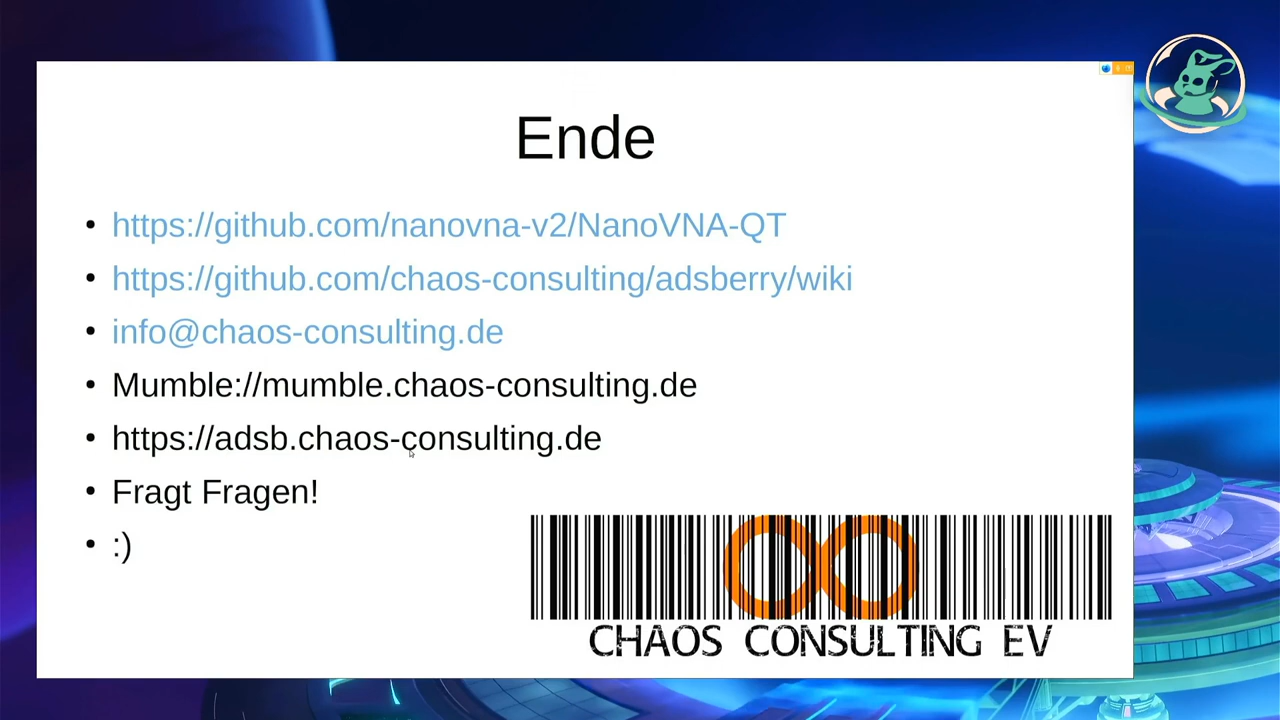 Ende
https://github.com/nanovna-v2/NanoVNA-QT
https://github.com/chaos-consulting/adsberry/wiki
info@chaos-consulting.de
Mumble://mumble.chaos-consulting.de
https://adsb.chaos-consulting.de
Fragt Fragen!
:)
CHAOS CONSULTING EV